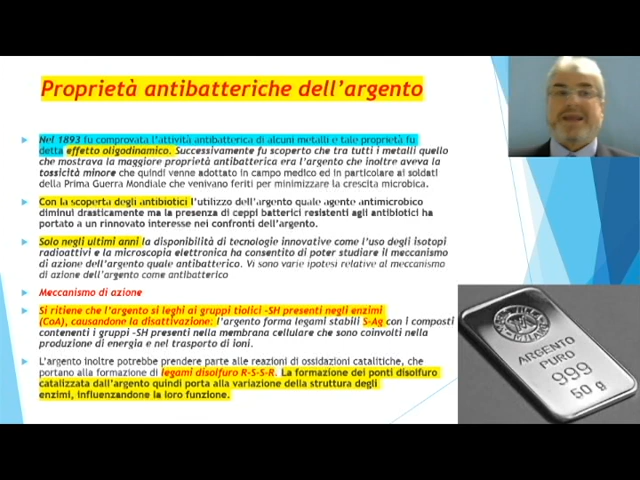 Proprietà antibatteriche dell'argento
Nel 1893 fu comprovata l'attività antibatterica di alcuni metalli e tale proprietà fu
detta effetto oligodinamico. Successivamente fu scoperto che tra tutti i metalli quello
che mostrava la maggiore proprietà antibatterica era l'argento che inoltre aveva la
tossicità minore che quindi venne adottato in campo medico ed in particolare ai soldati
della Prima Guerra Mondiale che venivano feriti per minimizzare la crescita microbica.
Con la scoperta degli antibiotici l'utilizzo dell'argento quale agente antimicrobico
diminuì drasticamente ma la presenza di ceppi batterici resistenti agli antibiotici ha
portato a un rinnovato interesse nei confronti dell'argento.
Solo negli ultimi anni la disponibilità di tecnologie innovative come l'uso degli isotopi
radioattivi e la microscopia elettronica ha consentito di poter studiare il meccanismo
di azione dell'argento quale antibatterico. Vi sono varie ipotesi relative al meccanismo
di azione dell'argento come antibatterico
Meccanismo di azione
Si ritiene che l'argento si leghi ai gruppi tiolici -SH presenti negli enzimi
(CoA), causandone la disattivazione. l'argento forma legami stabili S-Ag con i composti
contenenti i gruppi -SH presenti nella membrana cellulare che sono coinvolti nella
produzione di energia e nel trasporto di ioni.
L'argento inoltre potrebbe prendere parte alle reazioni di ossidazioni catalitiche, che
portano alla formazione di legami disolfuro R-S-S-R. La formazione dei ponti disolfuro
catalizzata dall'argento quindi porta alla variazione della struttura degli
enzimi, influenzandone la loro funzione.
ARGENTO
PURO
999
50 g